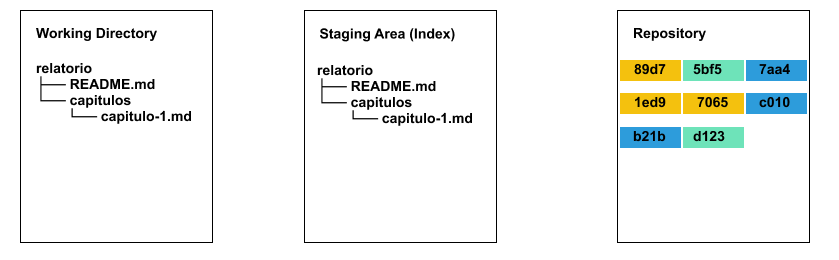 Working Directory
relatorio
README.md
capitulos
capitulo-1.md
Staging Area (Index)
relatorio
README.md
capitulos
capitulo-1.md
Repository
89d7 5bf5 7aa4
1ed9 7065 c010
b21b d123